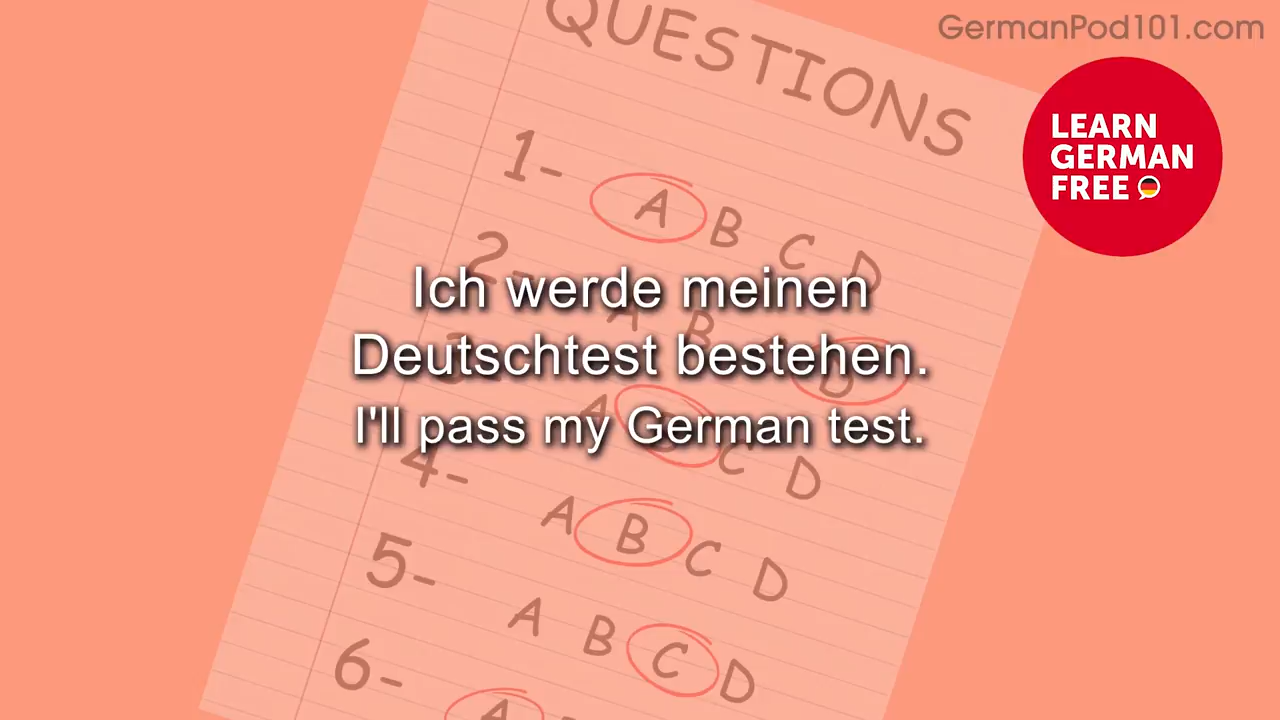 GermanPod101.com
QUESTIONS
LEARN
GERMAN
FREE
1- A B C D
2- A B D
Ich werde meinen
Deutschtest bestehen.
I'll pass my German test.
A C D
4- A B C D
5- A B C D
6- A